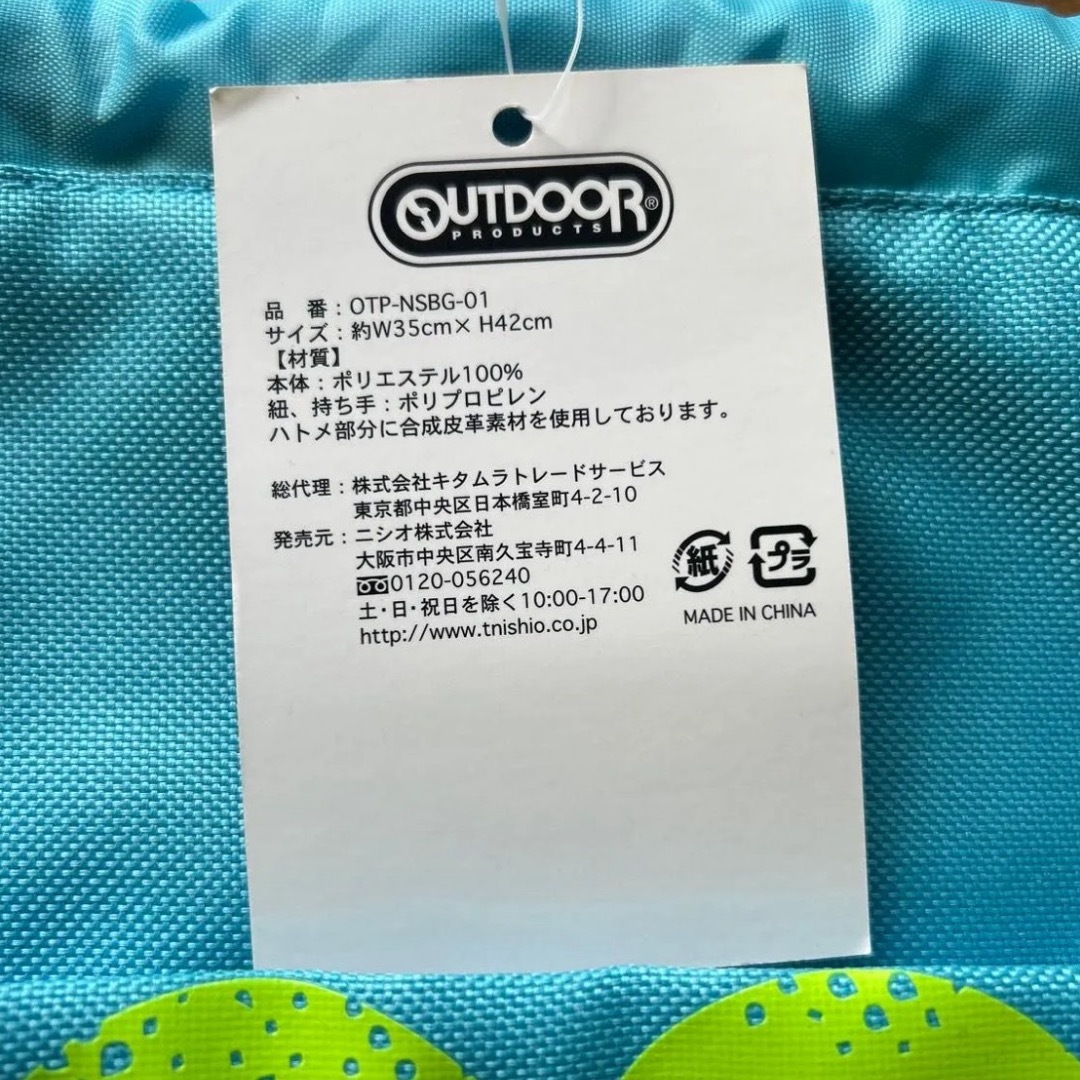 OUTDOOR®
PRODUCTS
品　番：OTP-NSBG-01
サイズ：約W35cm× H42cm
【材質】
本体：ポリエステル100%
紐、持ち手：ポリプロピレン
ハトメ部分に合成皮革素材を使用しております。
総代理：株式会社キタムラトレードサービス
東京都中央区日本橋室町4-2-10
発売元：ニシオ株式会社
大阪市中央区南久宝寺町4-4-11
0120-056240
土・日・祝日を除く10:00-17:00
http://www.tnishio.co.jp
紙 プラ
MADE IN CHINA